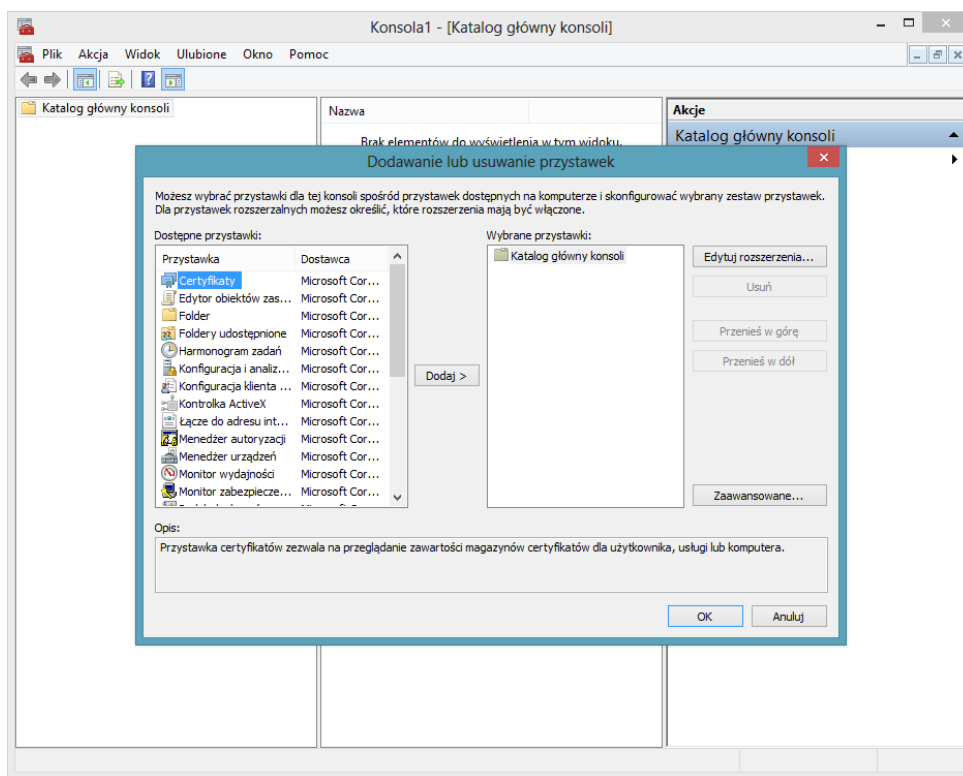 Konsola1 - [Katalog główny konsoli]
Plik Akcja Widok Ulubione Okno Pomoc
Katalog główny konsoli
Nazwa
Brak elementów do wyświetlenia w tym widoku.
Akcje
Katalog główny konsoli
Dodawanie lub usuwanie przystawek
Możesz wybrać przystawki dla tej konsoli spośród przystawek dostępnych na komputerze i skonfigurować wybrany zestaw przystawek.
Dla przystawek rozszerzalnych możesz określić, które rozszerzenia mają być włączone.
Dostępne przystawki:
Przystawka Dostawca
Certyfikaty Microsoft Cor...
Edytor obiektów zas... Microsoft Cor...
Folder Microsoft Cor...
Foldery udostępnione Microsoft Cor...
Harmonogram zadań Microsoft Cor...
Konfiguracja i analiz... Microsoft Cor...
Konfiguracja klienta ... Microsoft Cor...
Kontrolka ActiveX Microsoft Cor...
Łącze do adresu int... Microsoft Cor...
Menedżer autoryzacji Microsoft Cor...
Menedżer urządzeń Microsoft Cor...
Monitor wydajności Microsoft Cor...
Monitor zabezpiecze... Microsoft Cor...
Dodaj >
Wybrane przystawki:
Katalog główny konsoli
Edytuj rozszerzenia...
Usuń
Przenieś w górę
Przenieś w dół
Zaawansowane...
Opis:
Przystawka certyfikatów zezwala na przeglądanie zawartości magazynów certyfikatów dla użytkownika, usługi lub komputera.
OK Anuluj